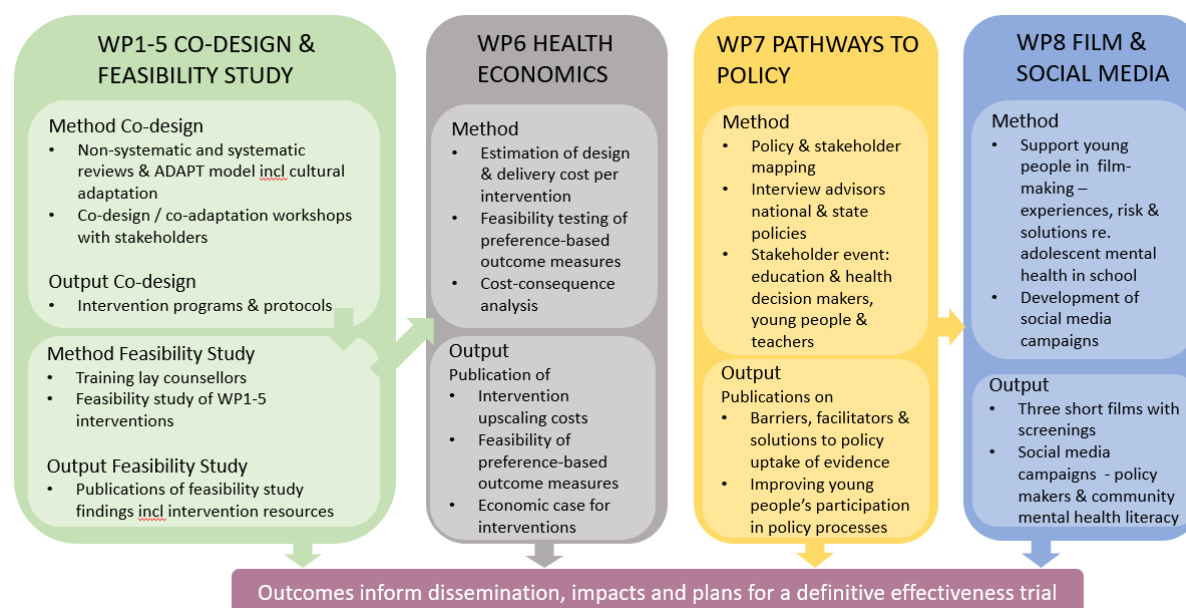 WP1-5 CO-DESIGN &
FEASIBILITY STUDY
Method Co-design
• Non-systematic and systematic
reviews & ADAPT model incl cultural
adaptation
• Co-design / co-adaptation workshops
with stakeholders
Output Co-design
• Intervention programs & protocols
Method Feasibility Study
• Training lay counsellors
• Feasibility study of WP1-5
interventions
Output Feasibility Study
• Publications of feasibility study
findings incl intervention resources
WP6 HEALTH
ECONOMICS
Method
• Estimation of design
& delivery cost per
intervention
• Feasibility testing of
preference-based
outcome measures
• Cost-consequence
analysis
Output
Publication of
• Intervention
upscaling costs
• Feasibility of
preference-based
outcome measures
• Economic case for
interventions
WP7 PATHWAYS TO
POLICY
Method
• Policy & stakeholder
mapping
• Interview advisors
national & state
policies
• Stakeholder event:
education & health
decision makers,
young people &
teachers
Output
Publications on
• Barriers, facilitators &
solutions to policy
uptake of evidence
• Improving young
people's participation
in policy processes
WP8 FILM &
SOCIAL MEDIA
Method
• Support young
people in film-
making –
experiences, risk &
solutions re.
adolescent mental
health in school
• Development of
social media
campaigns
Output
• Three short films with
screenings
• Social media
campaigns - policy
makers & community
mental health literacy
Outcomes inform dissemination, impacts and plans for a definitive effectiveness trial